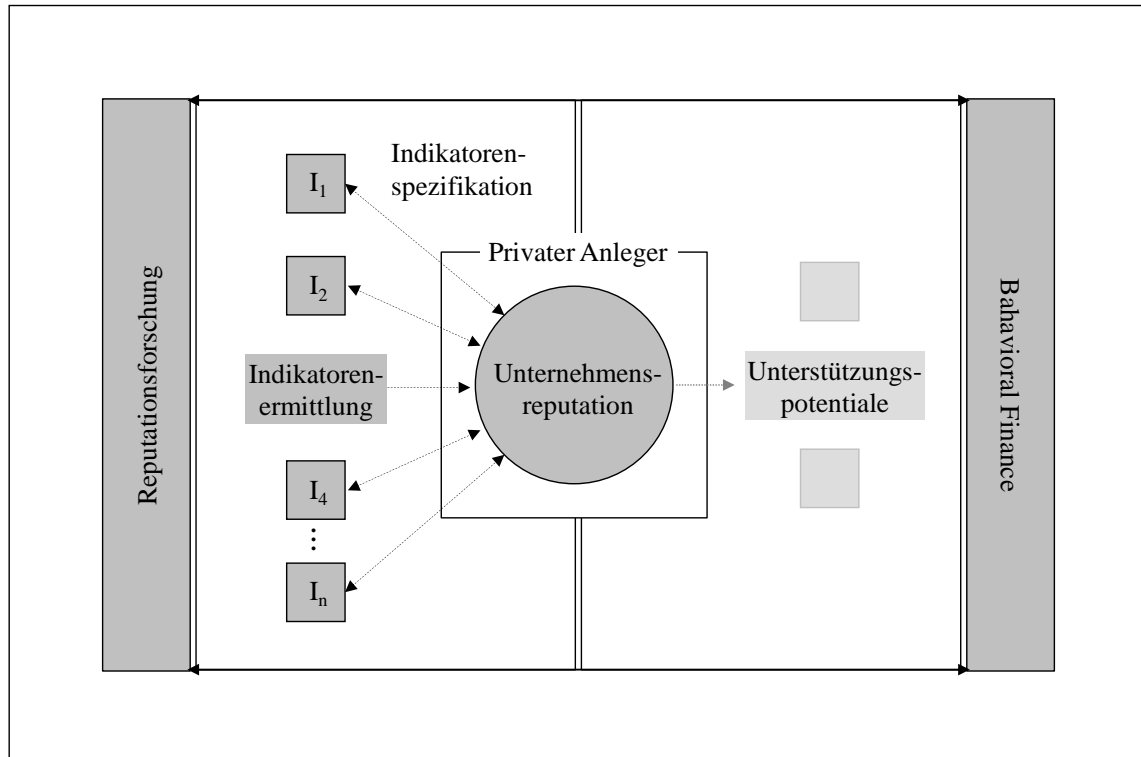 Reputationsforschung
Indikatoren-
spezifikation
I₁
I₂
Indikatoren-
ermittlung
I₄
⋮
Iₙ
Privater Anleger
Unternehmens-
reputation
Unterstützungs-
potentiale
Bahavioral Finance